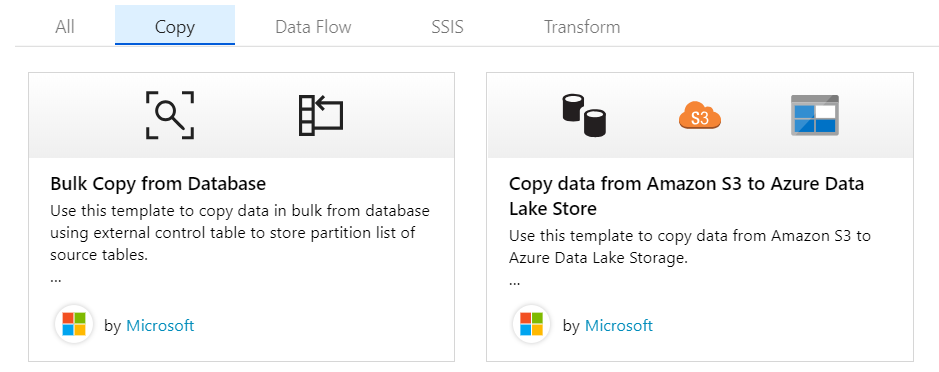 All Copy Data Flow SSIS Transform
S3
Bulk Copy from Database
Use this template to copy data in bulk from database
using external control table to store partition list of
source tables.
...
by Microsoft
Copy data from Amazon S3 to Azure Data
Lake Store
Use this template to copy data from Amazon S3 to
Azure Data Lake Storage.
...
by Microsoft